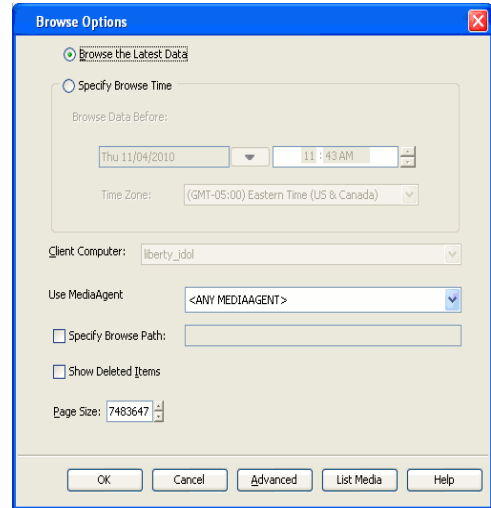 Browse Options
Browse the Latest Data
Specify Browse Time
Browse Data Before:
Thu 11/04/2010 11 : 43 AM
Time Zone: (GMT-05:00) Eastern Time (US & Canada)
Client Computer: liberty_idol
Use MediaAgent <ANY MEDIAAGENT>
Specify Browse Path:
Show Deleted Items
Page Size: 7483647
OK Cancel Advanced List Media Help